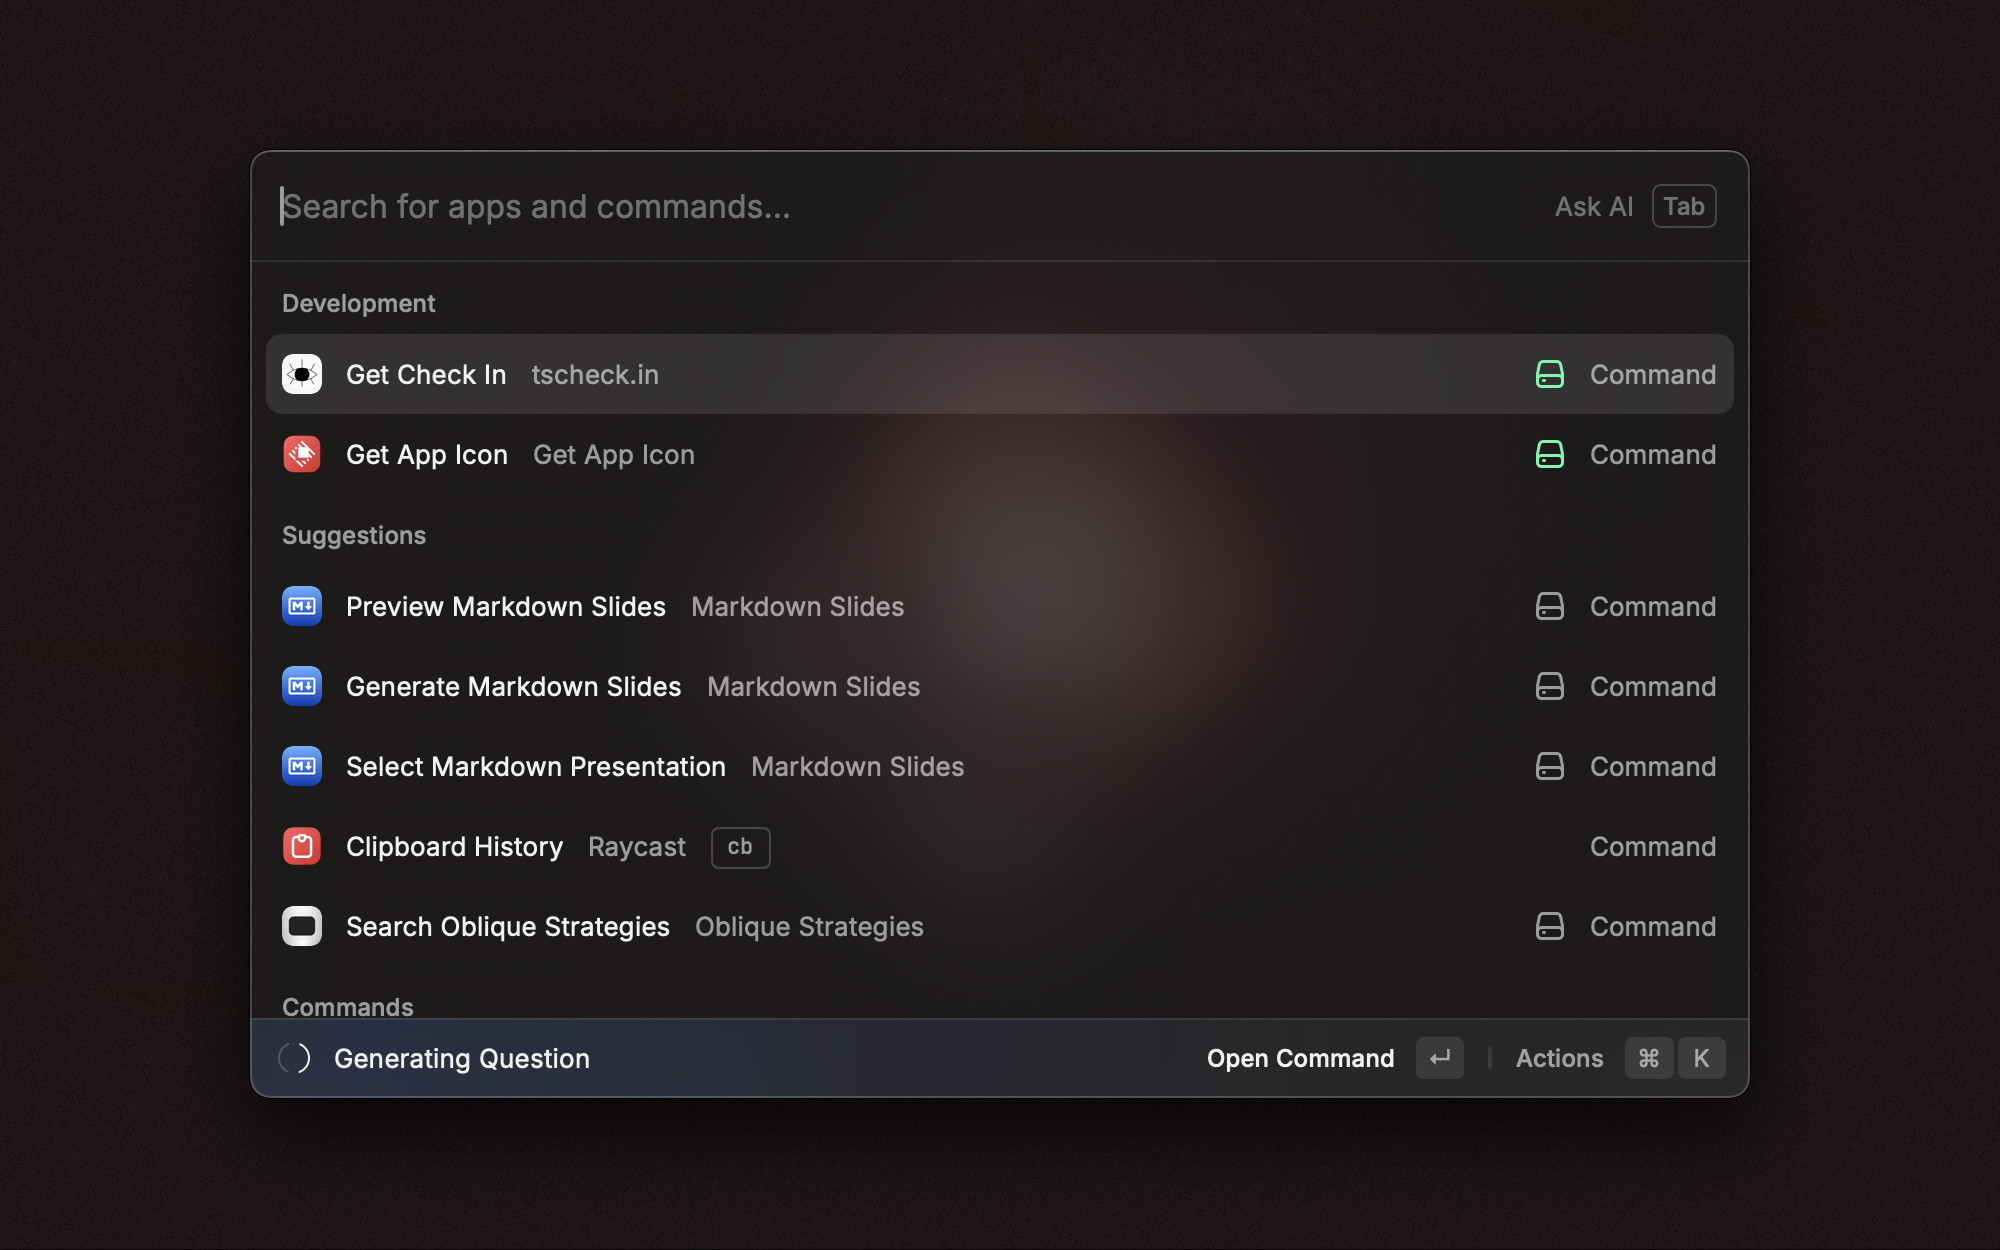 Search for apps and commands...
Ask AI Tab
Development
Get Check In tscheck.in Command
Get App Icon Get App Icon Command
Suggestions
M Preview Markdown Slides Markdown Slides Command
M Generate Markdown Slides Markdown Slides Command
M Select Markdown Presentation Markdown Slides Command
Clipboard History Raycast cb Command
Search Oblique Strategies Oblique Strategies Command
Commands
Generating Question Open Command ↵ Actions ⌘ K